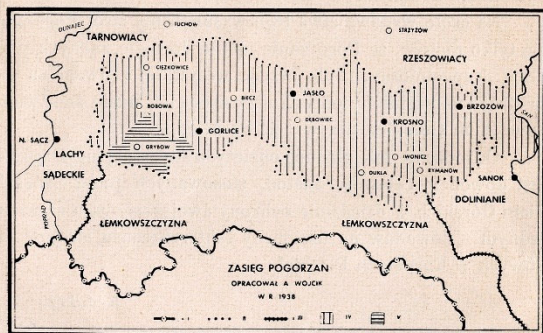 DUNAJEC
TUCHÓW
STRZYŻÓW
TARNOWIACY
RZESZOWIACY
CIĘŻKOWICE
BIECZ
JASŁO
BRZOZÓW
BOBOWA
DĘBOWIEC
KROSNO
SAN
GORLICE
N. SĄCZ
GRYBÓW
IWONICZ
LACHY
SĄDECKIE
DUKLA
RYMANÓW
SANOK
DOLINIANIE
POPRAD
ŁEMKOWSZCZYZNA
ŁEMKOWSZCZYZNA
ZASIĘG POGÓRZAN
OPRACOWAŁ A WÓJCIK
W R 1938
I II III IV V